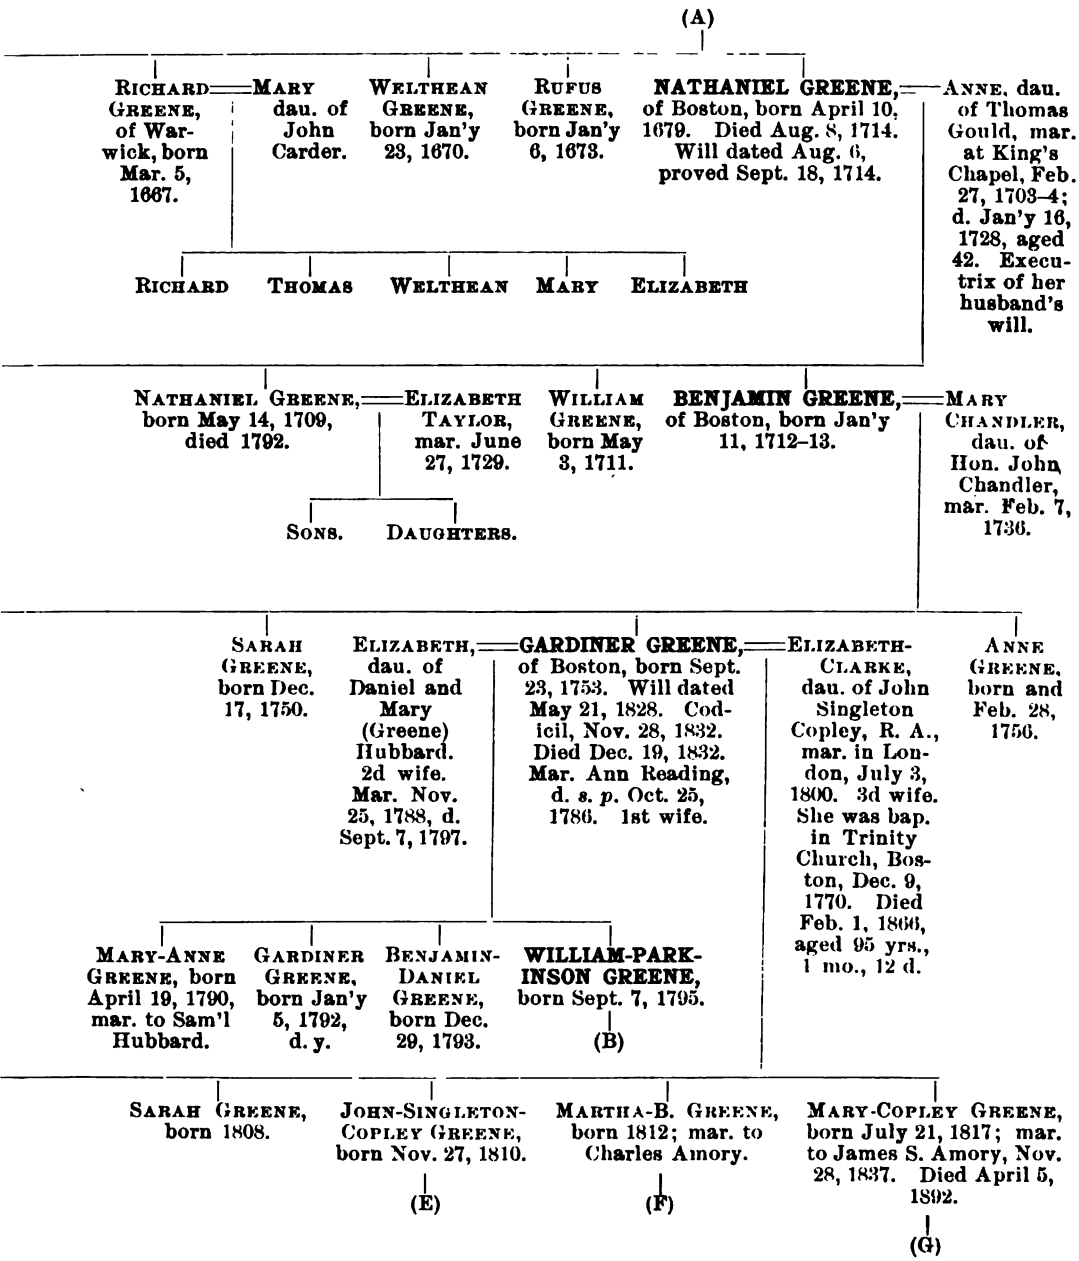 (A)
RICHARD
GREENE,
of War-
wick, born
Mar. 5,
1667.
MARY
dau. of
John
Carder.
WELTHEAN
GREENE,
born Jan'y
23, 1670.
RUFUS
GREENE,
born Jan'y
6, 1673.
NATHANIEL GREENE,
of Boston, born April 10,
1679. Died Aug. 8, 1714.
Will dated Aug. 6,
proved Sept. 18, 1714.
ANNE, dau.
of Thomas
Gould, mar.
at King's
Chapel, Feb.
27, 1703–4;
d. Jan'y 16,
1728, aged
42. Execu-
trix of her
husband's
will.
RICHARD
THOMAS
WELTHEAN
MARY
ELIZABETH
NATHANIEL GREENE,
born May 14, 1709,
died 1792.
ELIZABETH
TAYLOR,
mar. June
27, 1729.
WILLIAM
GREENE,
born May
3, 1711.
BENJAMIN GREENE,
of Boston, born Jan'y
11, 1712–13.
MARY
CHANDLER,
dau. of
Hon. John
Chandler,
mar. Feb. 7,
1736.
SONS.
DAUGHTERS.
SARAH
GREENE,
born Dec.
17, 1750.
ELIZABETH,
dau. of
Daniel and
Mary
(Greene)
Hubbard.
2d wife.
Mar. Nov.
25, 1788, d.
Sept. 7, 1797.
GARDINER GREENE,
of Boston, born Sept.
23, 1753. Will dated
May 21, 1828. Cod-
icil, Nov. 28, 1832.
Died Dec. 19, 1832.
Mar. Ann Reading,
d. s. p. Oct. 25,
1786. 1st wife.
ELIZABETH-
CLARKE,
dau. of John
Singleton
Copley, R. A.,
mar. in Lon-
don, July 3,
1800. 3d wife.
She was bap.
in Trinity
Church, Bos-
ton, Dec. 9,
1770. Died
Feb. 1, 1866,
aged 95 yrs.,
1 mo., 12 d.
ANNE
GREENE,
born and
Feb. 28,
1756.
MARY-ANNE
GREENE, born
April 19, 1790,
mar. to Sam'l
Hubbard.
GARDINER
GREENE,
born Jan'y
5, 1792,
d. y.
BENJAMIN-
DANIEL
GREENE,
born Dec.
29, 1793.
WILLIAM-PARK-
INSON GREENE,
born Sept. 7, 1795.
(B)
SARAH GREENE,
born 1808.
JOHN-SINGLETON-
COPLEY GREENE,
born Nov. 27, 1810.
(E)
MARTHA-B. GREENE,
born 1812; mar. to
Charles Amory.
(F)
MARY-COPLEY GREENE,
born July 21, 1817; mar.
to James S. Amory, Nov.
28, 1837. Died April 5,
1892.
(G)